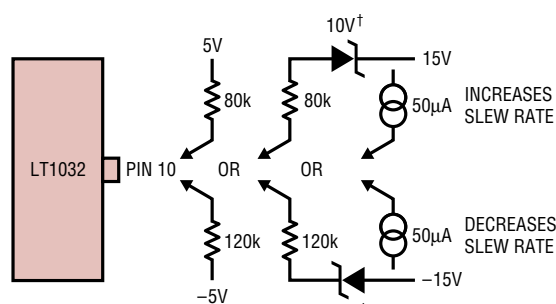 10V†
5V
15V
80k
80k
50µA
INCREASES
SLEW RATE
LT1032
PIN 10
OR
OR
120k
120k
50µA
DECREASES
SLEW RATE
–5V
–15V